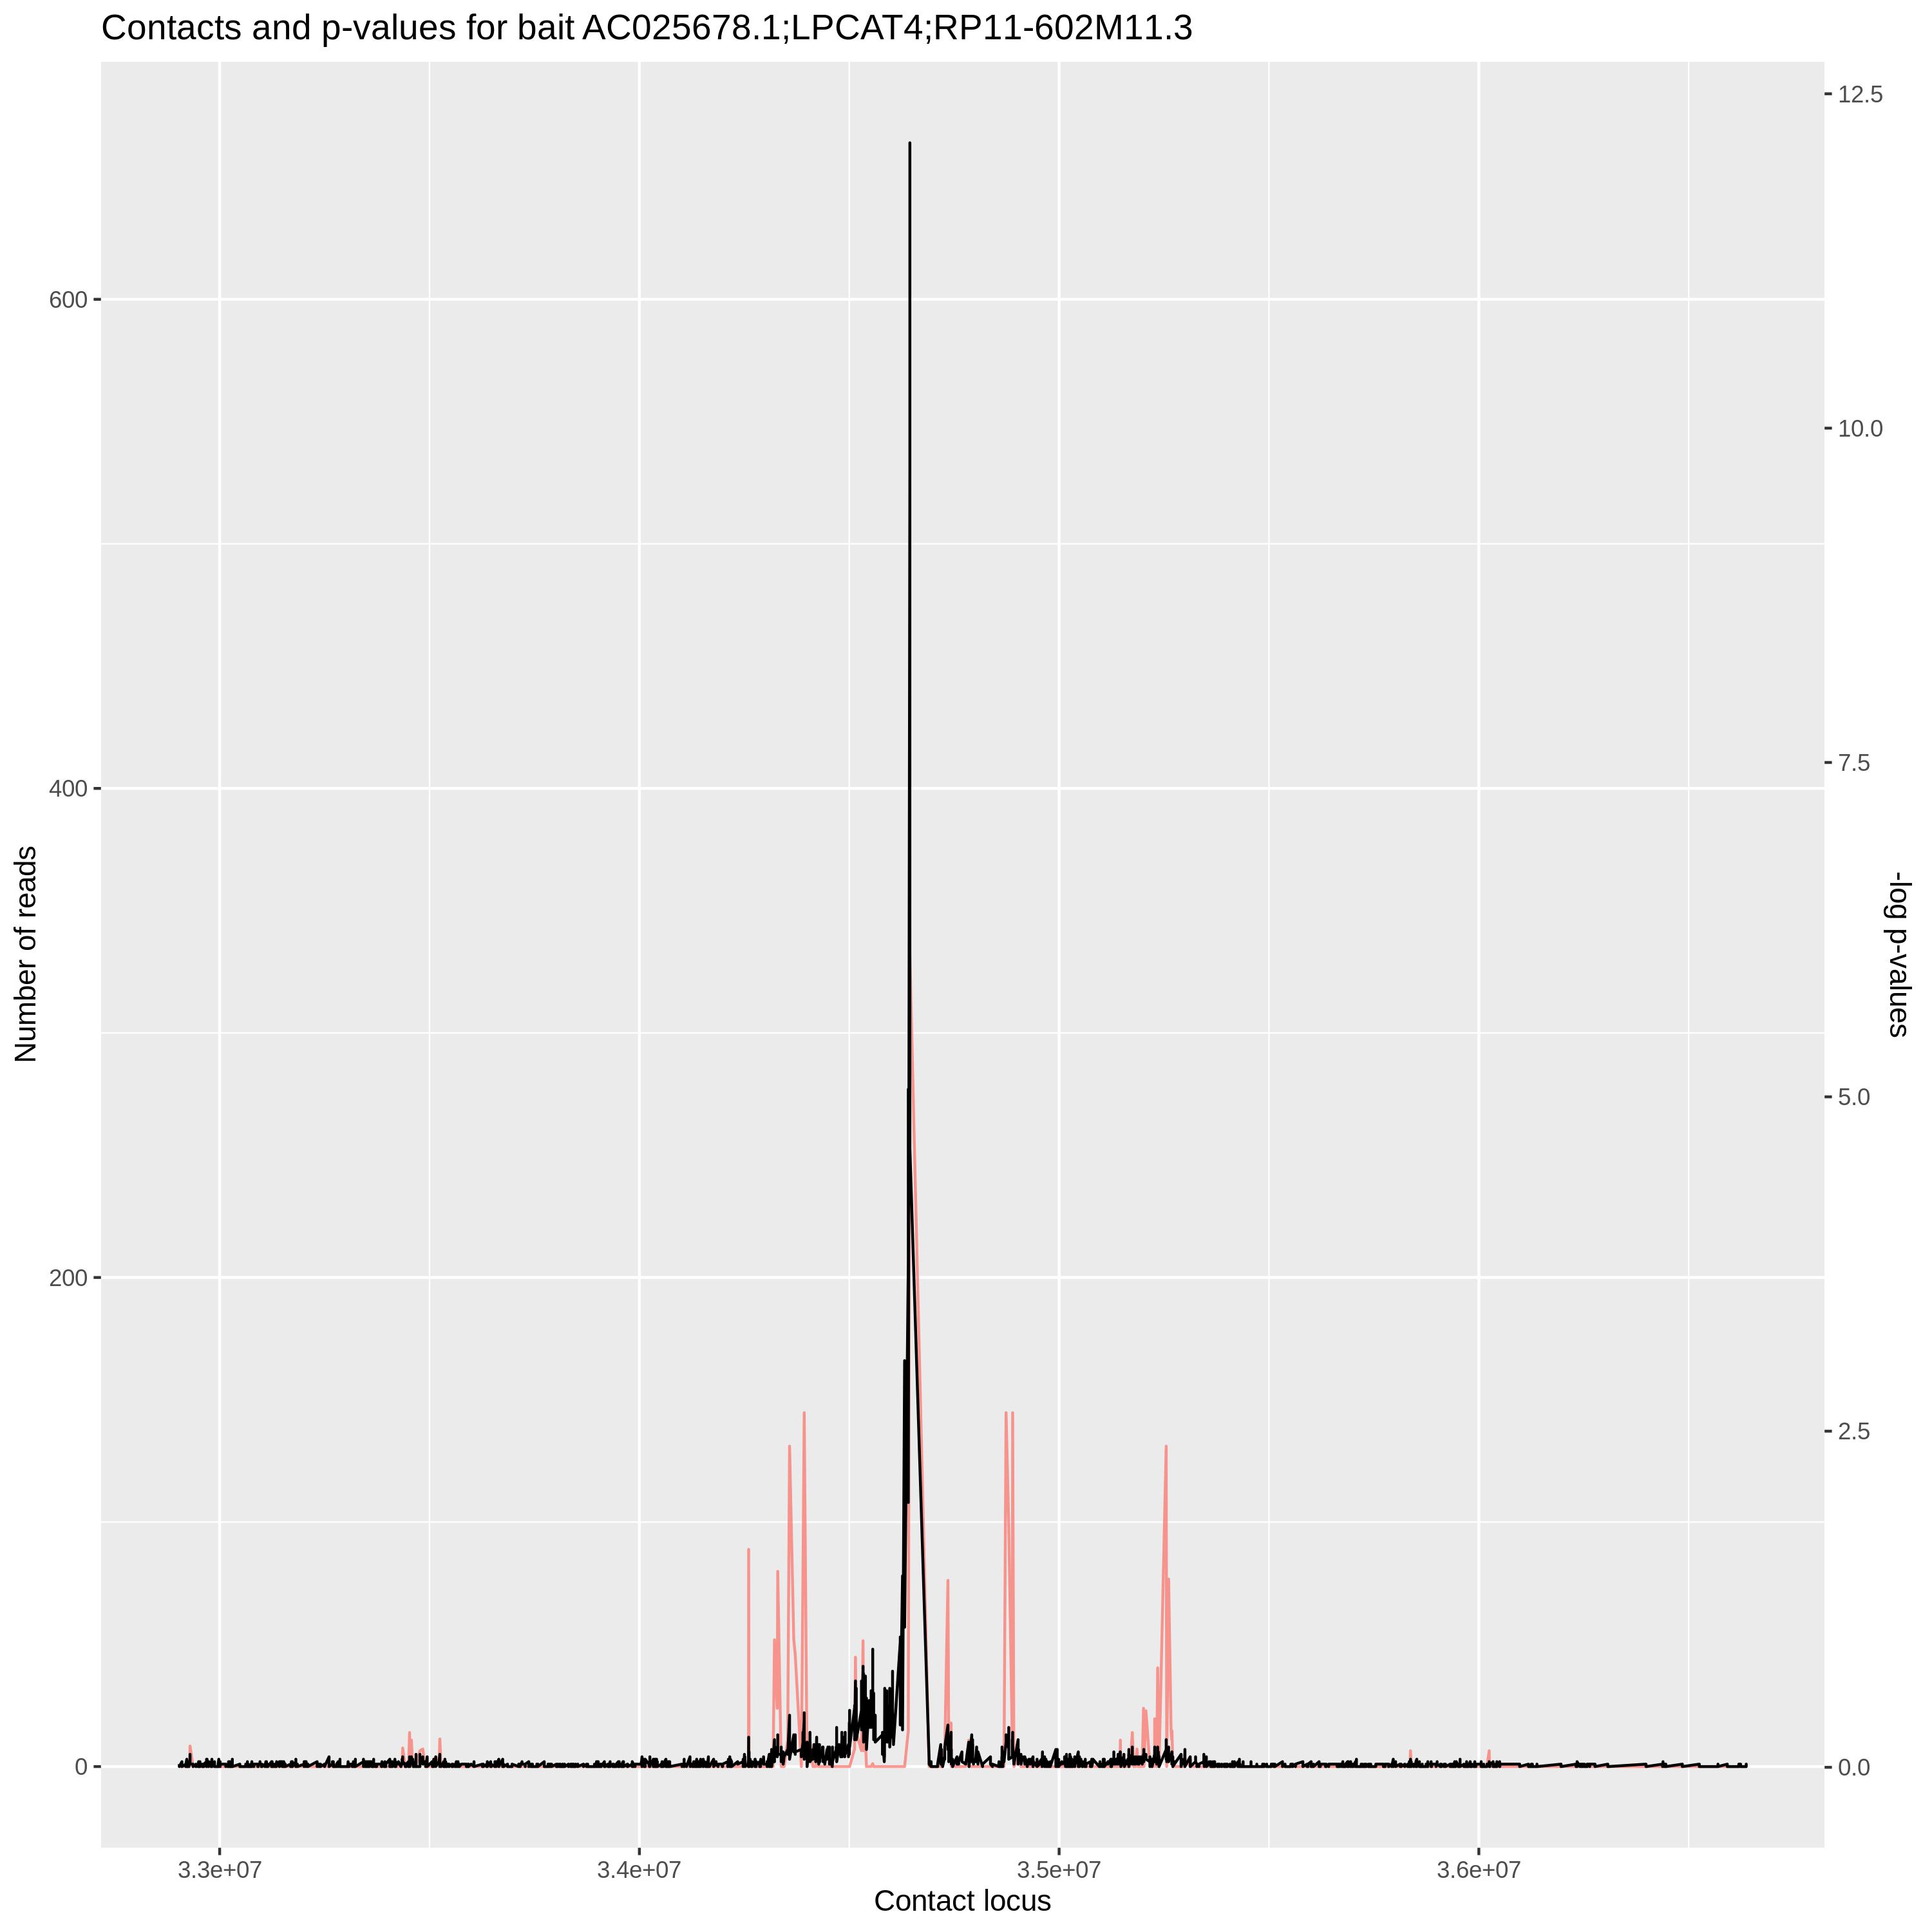 Contacts and p-values for bait AC025678.1;LPCAT4;RP11-602M11.3
12.5
10.0
7.5
5.0
2.5
0.0
-log p-values
600
400
200
0
Number of reads
3.3e+07 3.4e+07 3.5e+07 3.6e+07
Contact locus